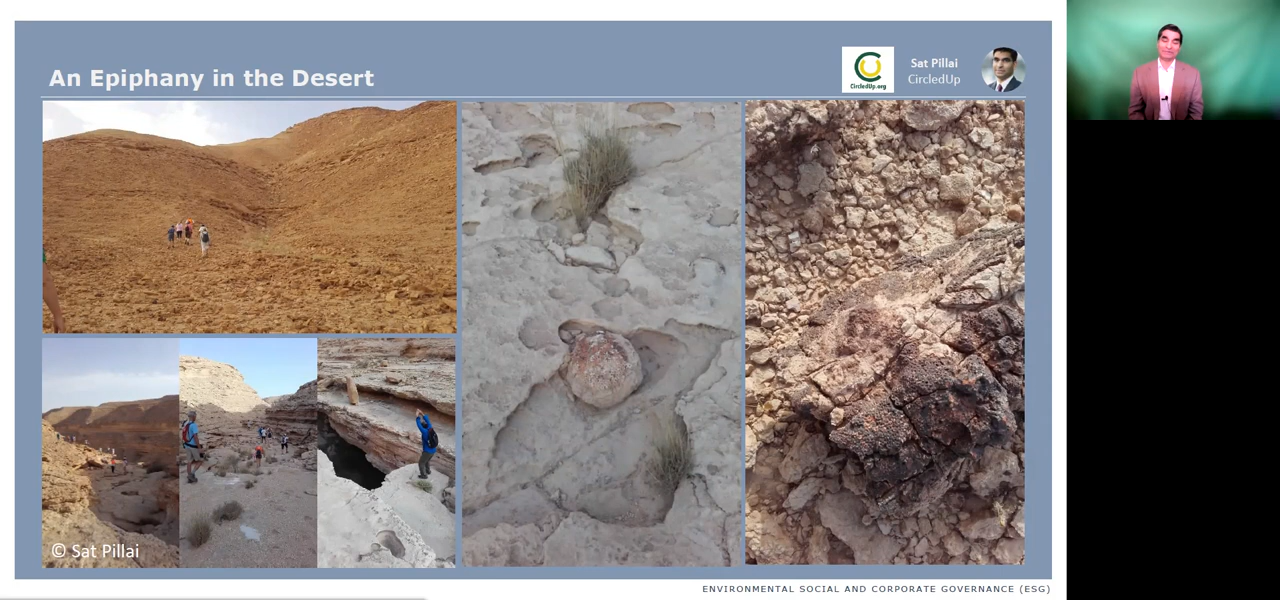 An Epiphany in the Desert
CircledUp.org
Sat Pillai
CircledUp
© Sat Pillai
ENVIRONMENTAL SOCIAL AND CORPORATE GOVERNANCE (ESG)